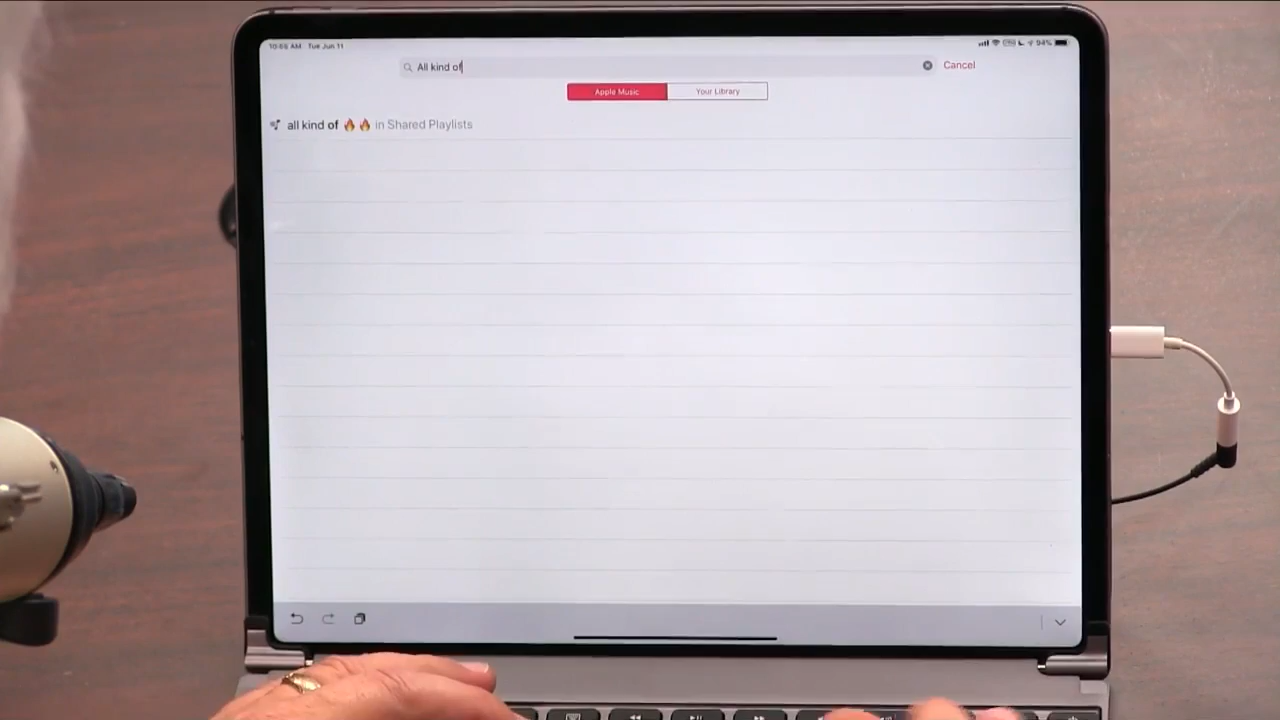 10:55 AM Tue Jun 11
94%
All kind of
Cancel
Apple Music
Your Library
all kind of 🔥 🔥 in Shared Playlists